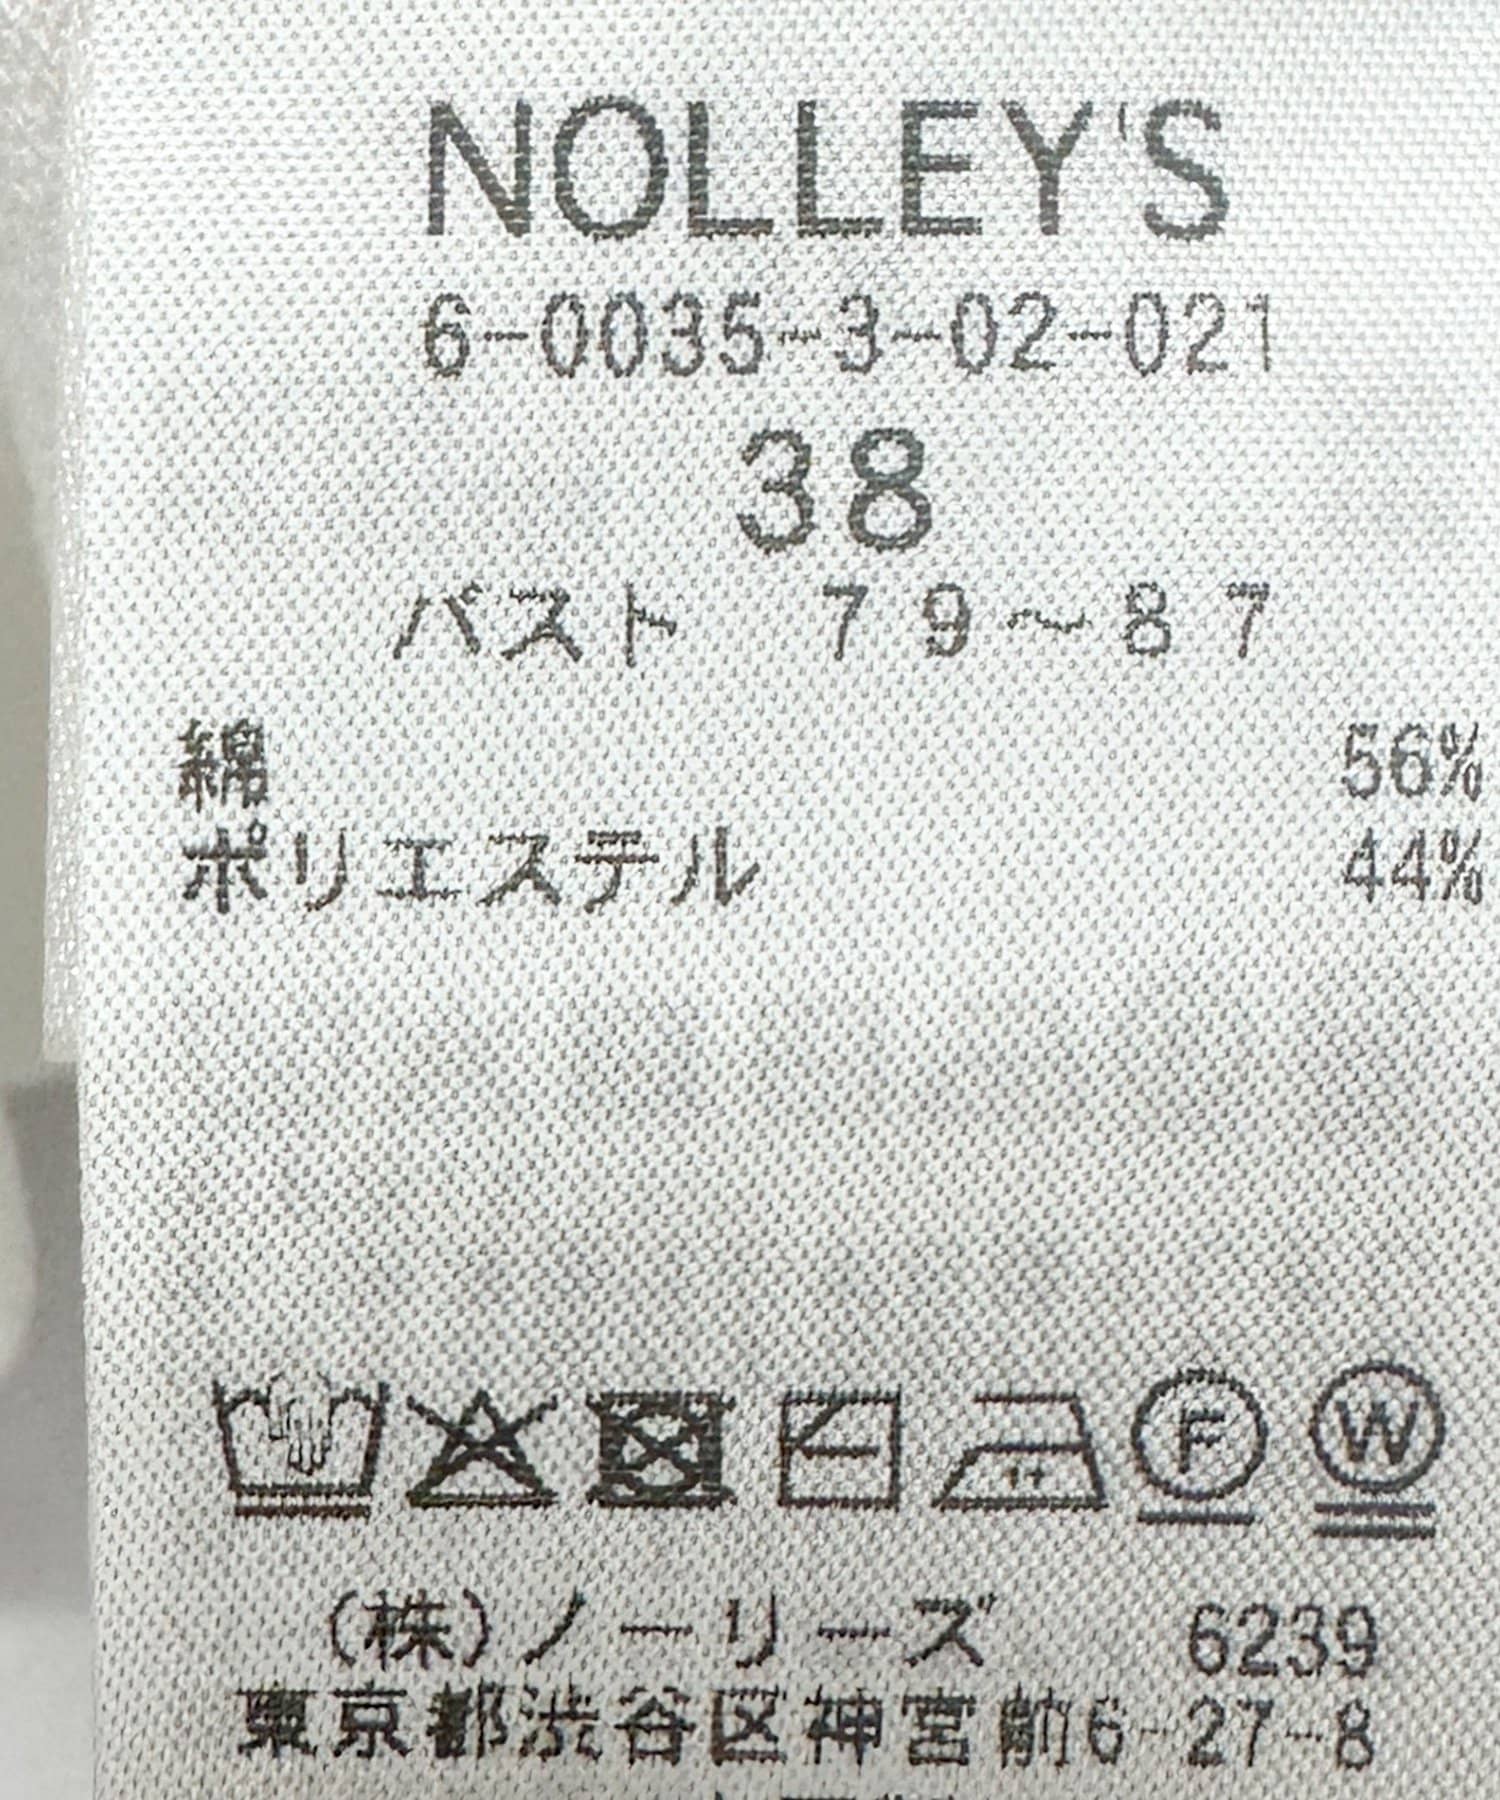 NOLLEY'S
6-0035-3-02-021
38
バスト 79～87
綿 56%
ポリエステル 44%
F W
(株)ノーリーズ 6239
東京都渋谷区神宮前6-27-8